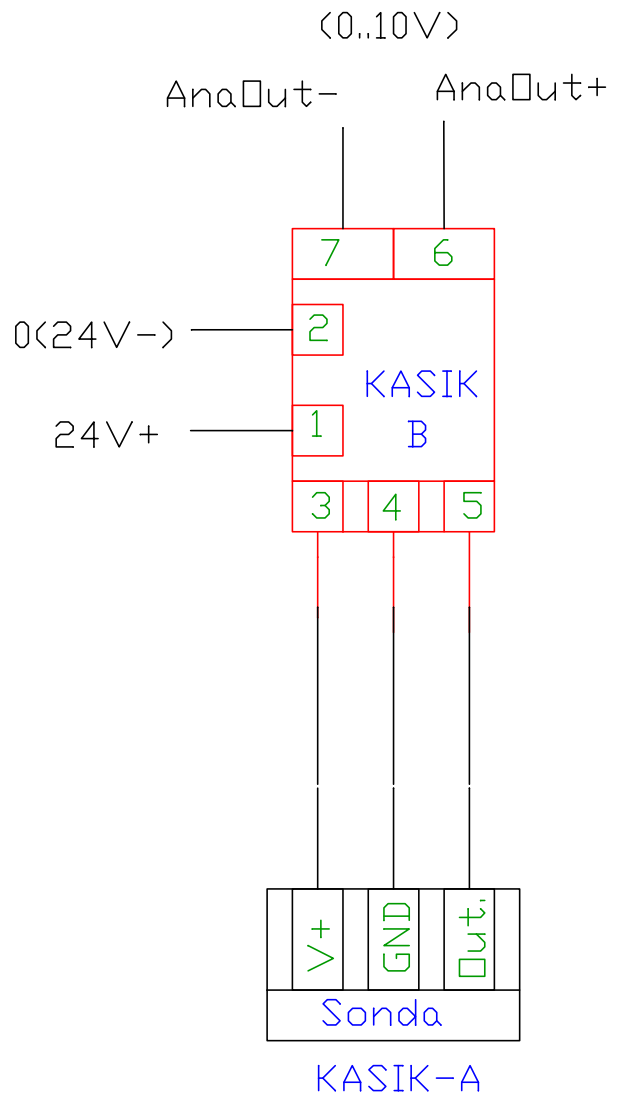 (0..10V)
AnaOut-
AnaOut+
7
6
0(24V-)
2
KASIK
B
24V+
1
3
4
5
V+
GND
Out.
Sonda
KASIK-A